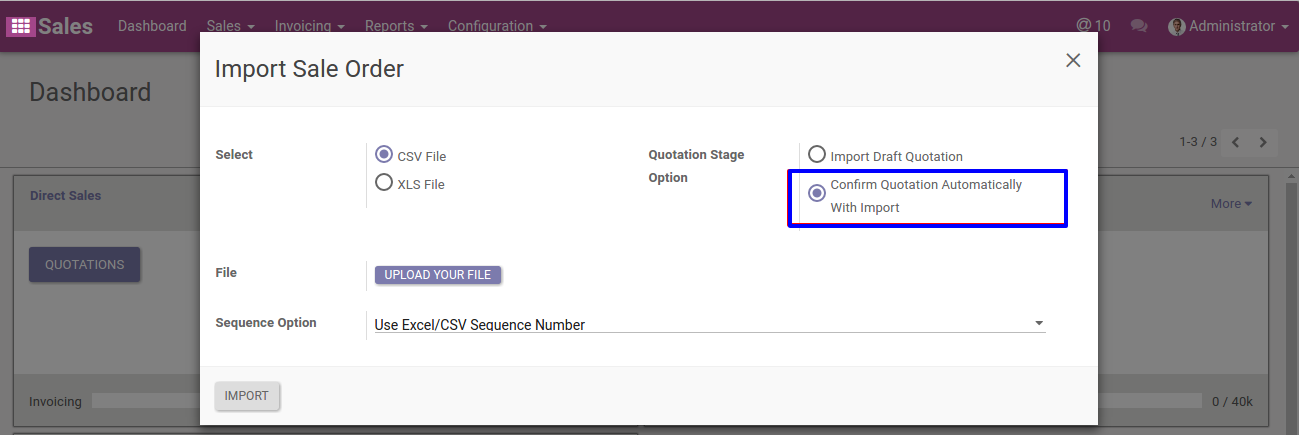 Sales Dashboard Sales Invoicing Reports Configuration @ 10 Administrator
Import Sale Order
Dashboard
1-3 / 3
Select
CSV File
XLS File
Quotation Stage
Option
Import Draft Quotation
Confirm Quotation Automatically
With Import
Direct Sales
More
QUOTATIONS
File
UPLOAD YOUR FILE
Sequence Option
Use Excel/CSV Sequence Number
IMPORT
Invoicing
0 / 40k